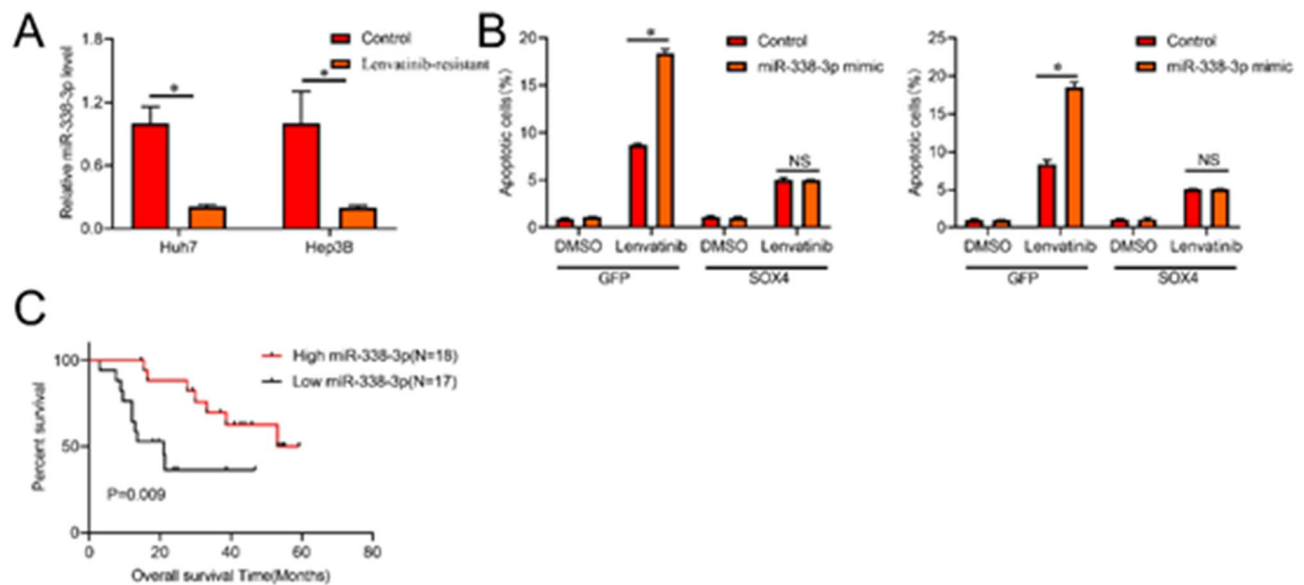 A
Relative miR-338-3p level
1.8
1.2
0.6
0.0
Control
Lenvatinib-resistant
*
*
Huh7
Hep3B
B
Apoptotic cells(%)
20
15
10
5
0
Control
miR-338-3p mimic
*
NS
DMSO Lenvatinib DMSO Lenvatinib
GFP SOX4
Apoptotic cells(%)
25
20
15
10
5
0
Control
miR-338-3p mimic
*
NS
DMSO Lenvatinib DMSO Lenvatinib
GFP SOX4
C
Percent survival
100
50
0
High miR-338-3p(N=18)
Low miR-338-3p(N=17)
P=0.009
0 20 40 60 80
Overall survival Time(Months)